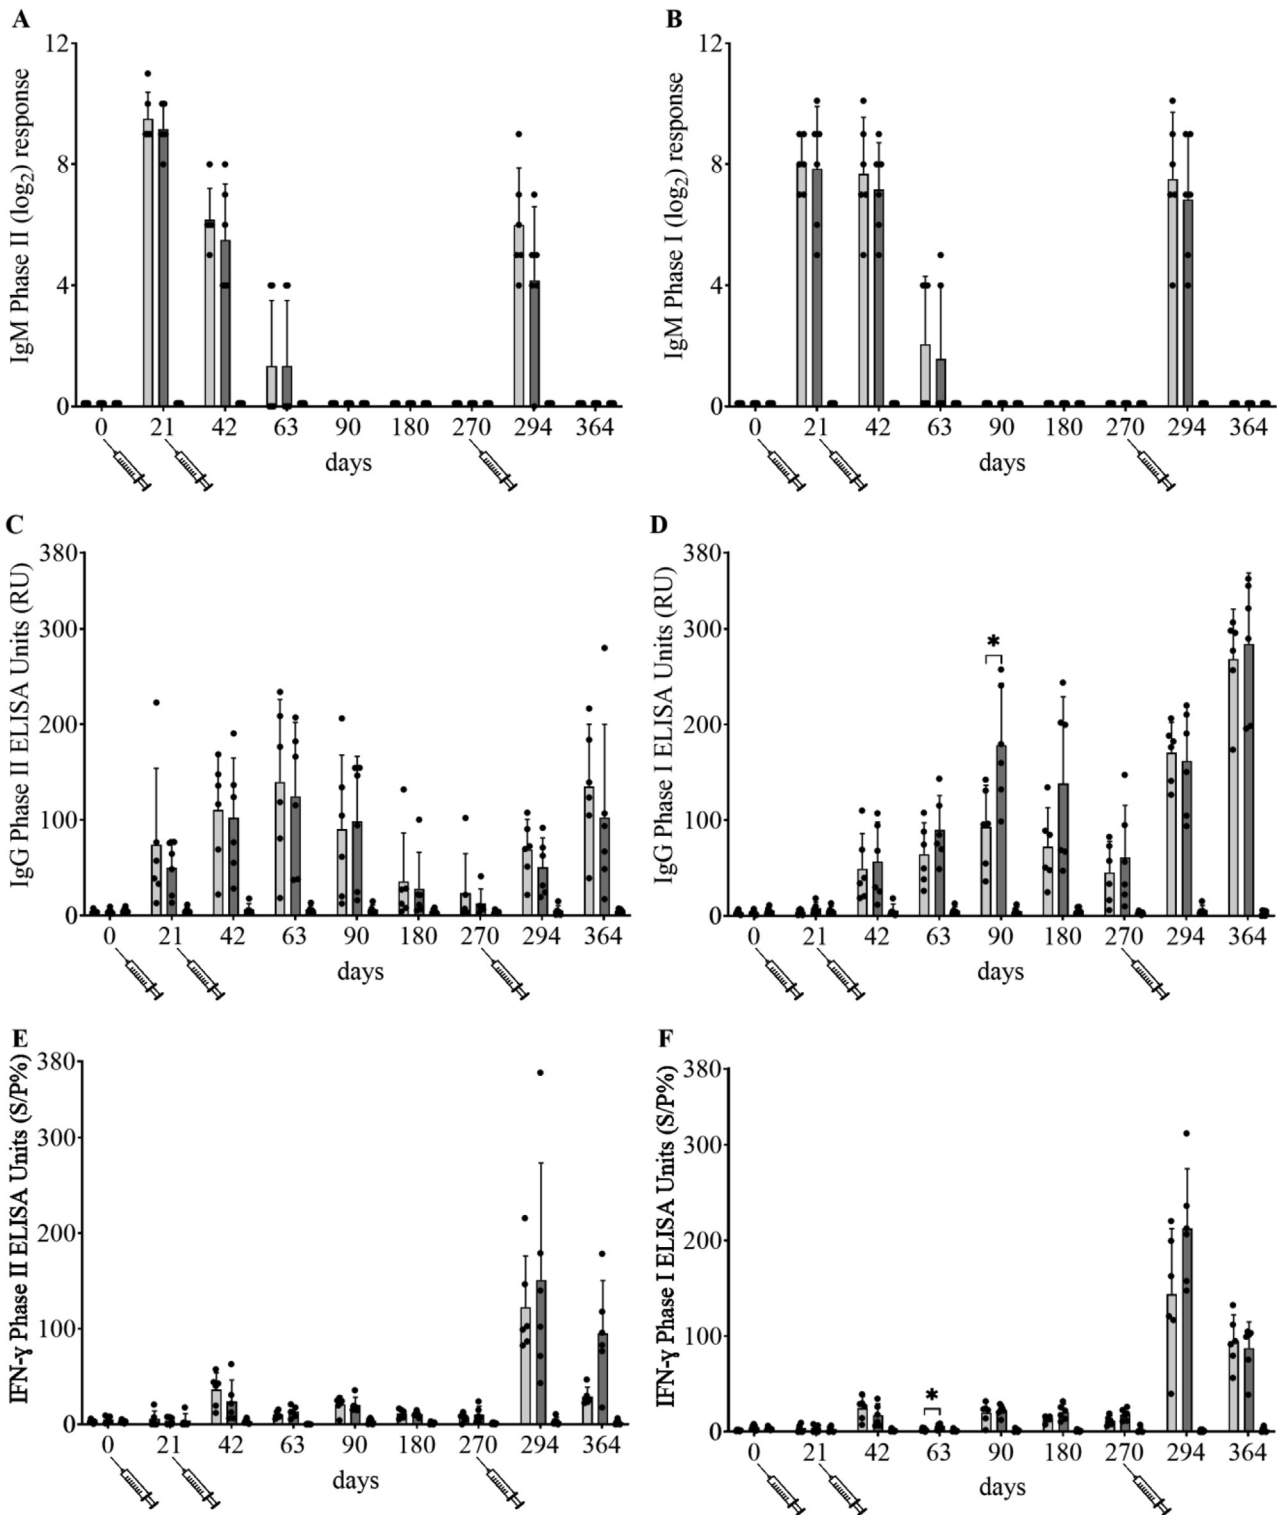 A
IgM Phase II (log2) response
12
8
4
0
0 21 42 63 90 180 270 294 364
days
B
IgM Phase I (log2) response
12
8
4
0
0 21 42 63 90 180 270 294 364
days
C
IgG Phase II ELISA Units (RU)
380
300
200
100
0
0 21 42 63 90 180 270 294 364
days
D
IgG Phase I ELISA Units (RU)
380
300
200
100
0
*
0 21 42 63 90 180 270 294 364
days
E
IFN-γ Phase II ELISA Units (S/P%)
380
300
200
100
0
0 21 42 63 90 180 270 294 364
days
F
IFN-γ Phase I ELISA Units (S/P%)
380
300
200
100
0
*
0 21 42 63 90 180 270 294 364
days